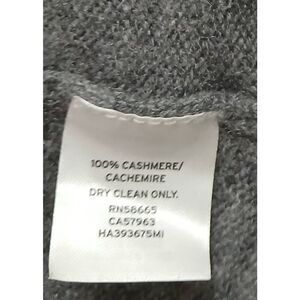 100% CASHMERE/
CACHEMIRE
DRY CLEAN ONLY.
RN58665
CA57963
HA393675MI